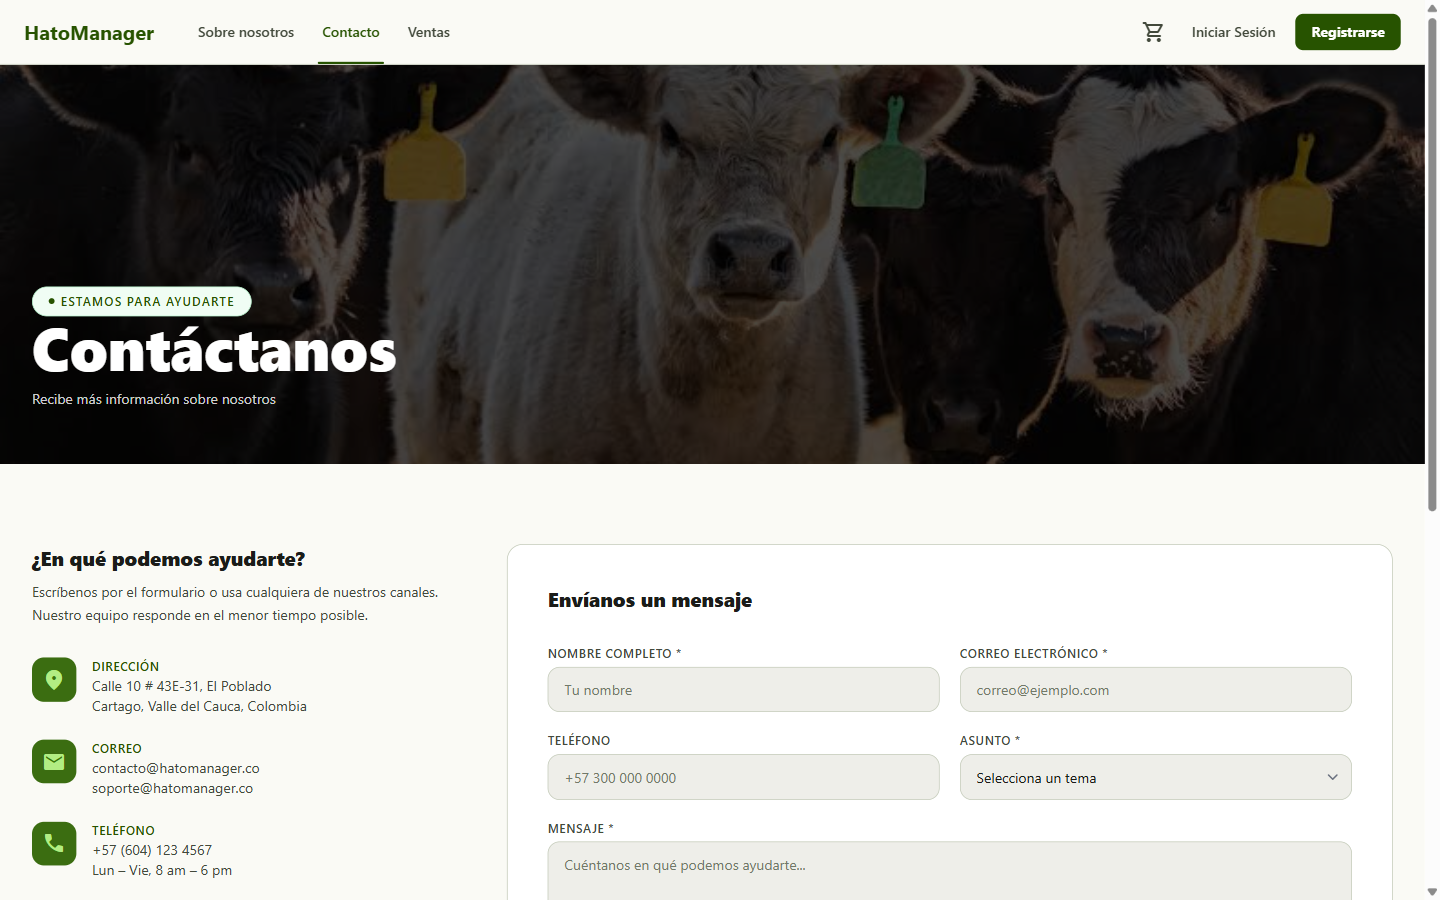 HatoManager
Sobre nosotros
Contacto
Ventas
Iniciar Sesión
Registrarse
• ESTAMOS PARA AYUDARTE
Contáctanos
Recibe más información sobre nosotros
¿En qué podemos ayudarte?
Escríbenos por el formulario o usa cualquiera de nuestros canales.
Nuestro equipo responde en el menor tiempo posible.
DIRECCIÓN
Calle 10 # 43E-31, El Poblado
Cartago, Valle del Cauca, Colombia
CORREO
contacto@hatomanager.co
soporte@hatomanager.co
TELÉFONO
+57 (604) 123 4567
Lun – Vie, 8 am – 6 pm
Envíanos un mensaje
NOMBRE COMPLETO *
Tu nombre
CORREO ELECTRÓNICO *
correo@ejemplo.com
TELÉFONO
+57 300 000 0000
ASUNTO *
Selecciona un tema
MENSAJE *
Cuéntanos en qué podemos ayudarte...